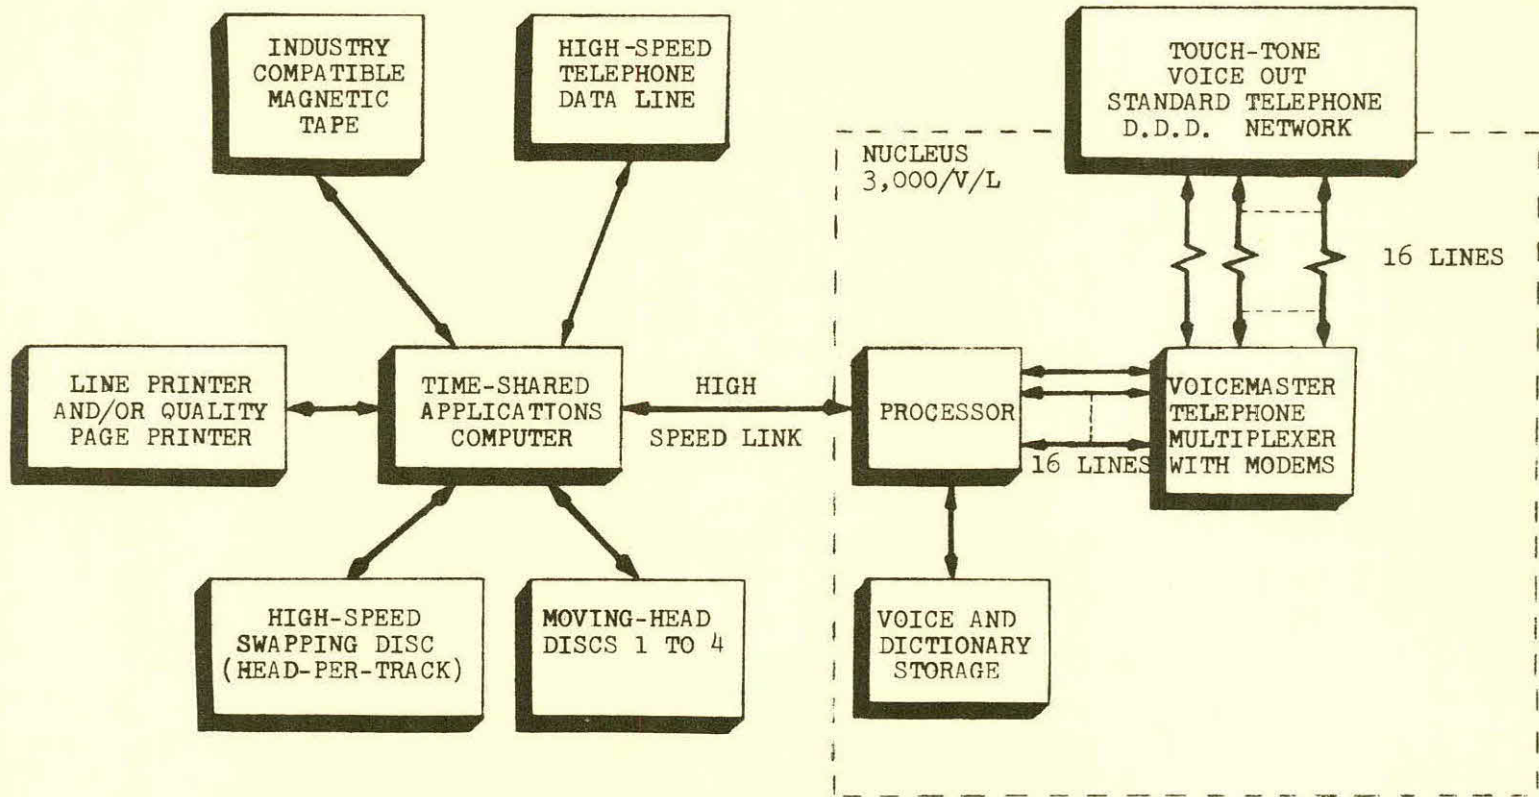 INDUSTRY
COMPATIBLE
MAGNETIC
TAPE
HIGH-SPEED
TELEPHONE
DATA LINE
TOUCH-TONE
VOICE OUT
STANDARD TELEPHONE
D.D.D. NETWORK
NUCLEUS
3,000/V/L
16 LINES
LINE PRINTER
AND/OR QUALITY
PAGE PRINTER
TIME-SHARED
APPLICATIONS
COMPUTER
HIGH
SPEED LINK
PROCESSOR
16 LINES
VOICEMASTER
TELEPHONE
MULTIPLEXER
WITH MODEMS
HIGH-SPEED
SWAPPING DISC
(HEAD-PER-TRACK)
MOVING-HEAD
DISCS 1 TO 4
VOICE AND
DICTIONARY
STORAGE